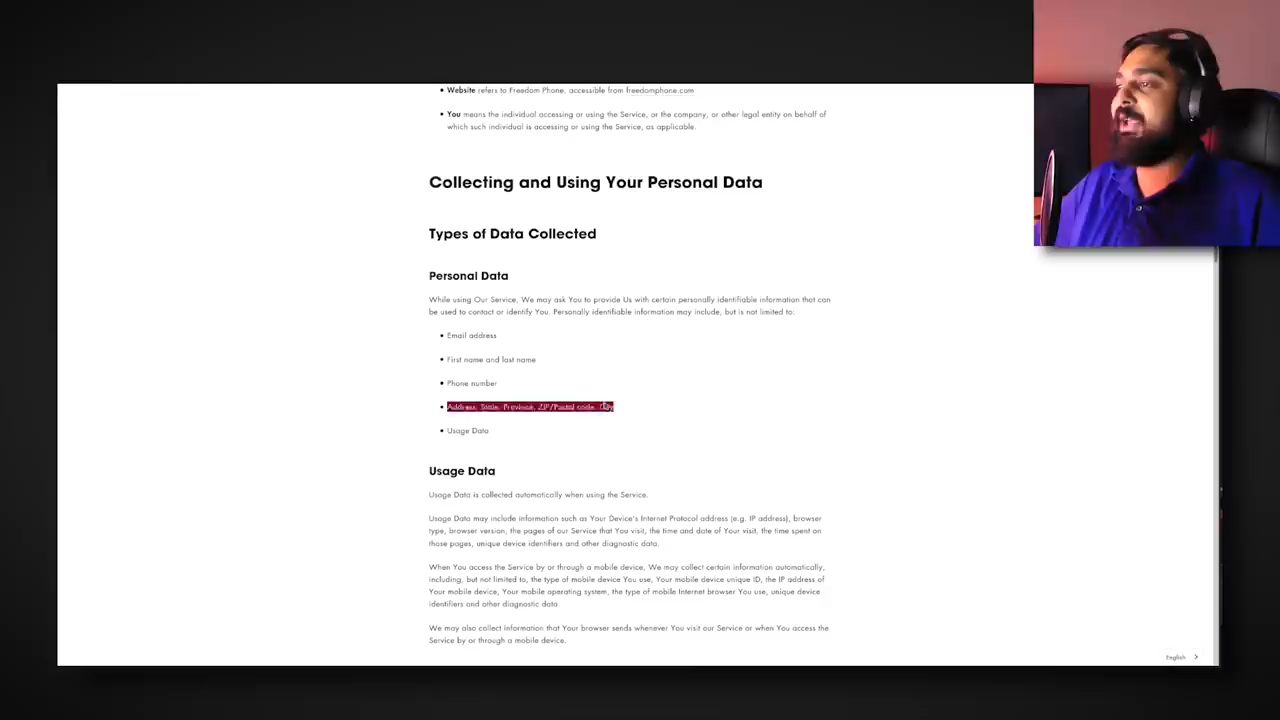 • Website refers to Freedom Phone, accessible from freedomphone.com
• You means the individual accessing or using the Service, or the company, or other legal entity on behalf of
which such individual is accessing or using the Service, as applicable.
Collecting and Using Your Personal Data
Types of Data Collected
Personal Data
While using Our Service, We may ask You to provide Us with certain personally identifiable information that can
be used to contact or identify You. Personally identifiable information may include, but is not limited to:
• Email address
• First name and last name
• Phone number
• Address, State, Province, ZIP/Postal code, City
• Usage Data
Usage Data
Usage Data is collected automatically when using the Service.
Usage Data may include information such as Your Device's Internet Protocol address (e.g. IP address), browser
type, browser version, the pages of our Service that You visit, the time and date of Your visit, the time spent on
those pages, unique device identifiers and other diagnostic data.
When You access the Service by or through a mobile device, We may collect certain information automatically,
including, but not limited to, the type of mobile device You use, Your mobile device unique ID, the IP address of
Your mobile device, Your mobile operating system, the type of mobile Internet browser You use, unique device
identifiers and other diagnostic data.
We may also collect information that Your browser sends whenever You visit our Service or when You access the
Service by or through a mobile device.
English >